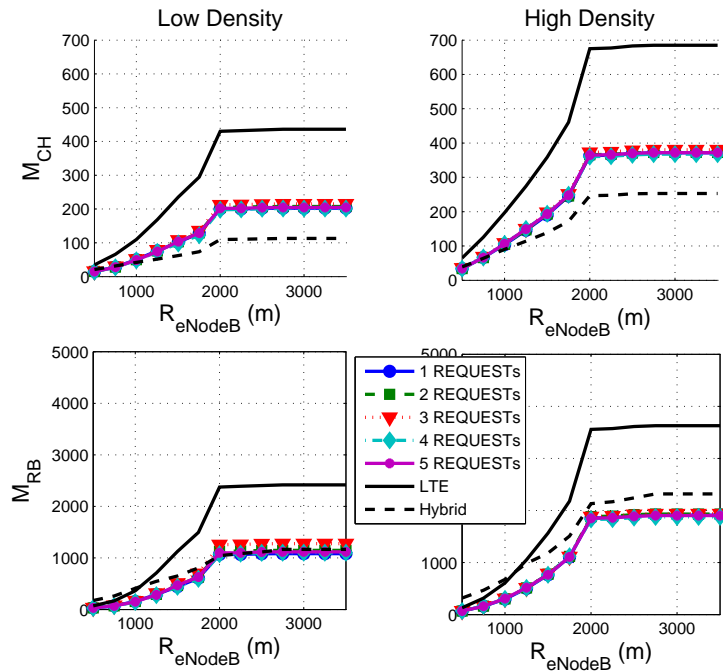 Low Density
High Density
700
600
500
400
300
200
100
0
M_CH
1000 2000 3000
R_eNodeB (m)
700
600
500
400
300
200
100
0
1000 2000 3000
R_eNodeB (m)
5000
4000
3000
2000
1000
0
M_RB
1000 2000 3000
R_eNodeB (m)
5000
1000
0
1000 2000 3000
R_eNodeB (m)
1 REQUESTs
2 REQUESTs
3 REQUESTs
4 REQUESTs
5 REQUESTs
LTE
Hybrid